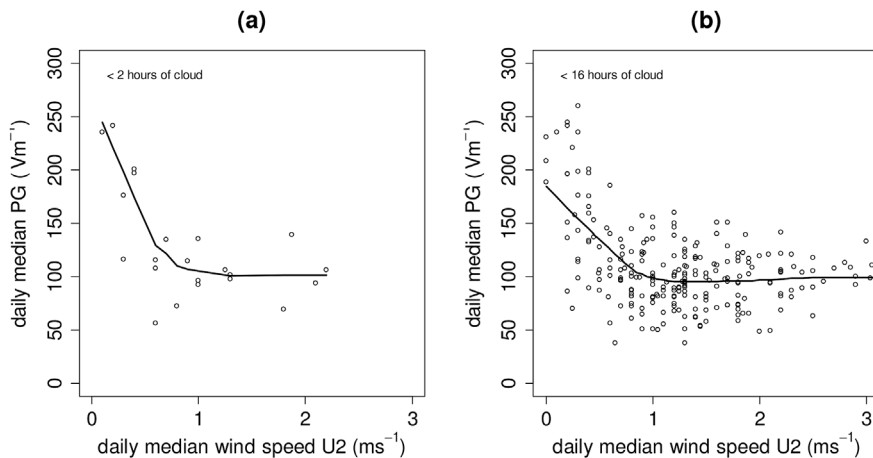 (a)
< 2 hours of cloud
daily median PG ( Vm⁻¹)
300
250
200
150
100
50
0
0 1 2 3
daily median wind speed U2 (ms⁻¹)
(b)
< 16 hours of cloud
daily median PG ( Vm⁻¹)
300
250
200
150
100
50
0
0 1 2 3
daily median wind speed U2 (ms⁻¹)